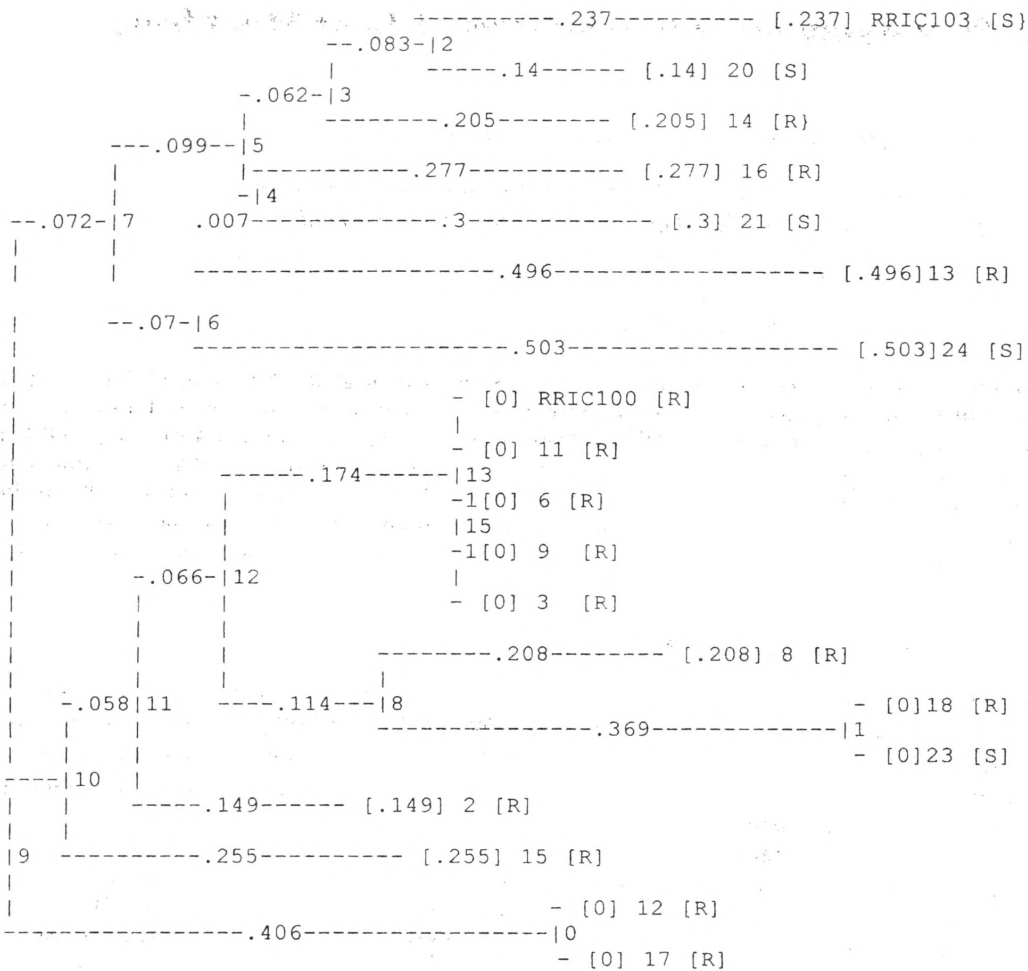 ----------.237---------- [.237] RRIC103 [S}
--.083-|2
| -----.14------ [.14] 20 [S]
-.062-|3
| --------.205-------- [.205] 14 [R}
---.099--|5
| |-----------.277----------- [.277] 16 [R]
| -|4
--.072-|7 .007-------------.3------------- [.3] 21 [S]
| |
| | ---------------------.496------------------ [.496]13 [R]
| --.07-|6
| ----------------------.503------------------ [.503]24 [S]
| - [0] RRIC100 [R]
| |
| - [0] 11 [R]
| ------.174------|13
| | -1[0] 6 [R]
| | |15
| | -1[0] 9 [R]
| -.066-|12 |
| | | - [0] 3 [R]
| | |
| | | --------.208-------- [.208] 8 [R]
| | | |
| -.058|11 ----.114---|8 - [0]18 [R]
| | | ---------------.369-------------|1
| | | - [0]23 [S]
----|10 |
| | -----.149------ [.149] 2 [R]
| |
|9 ----------.255---------- [.255] 15 [R]
|
| - [0] 12 [R]
-----------------.406-----------------|0
- [0] 17 [R]